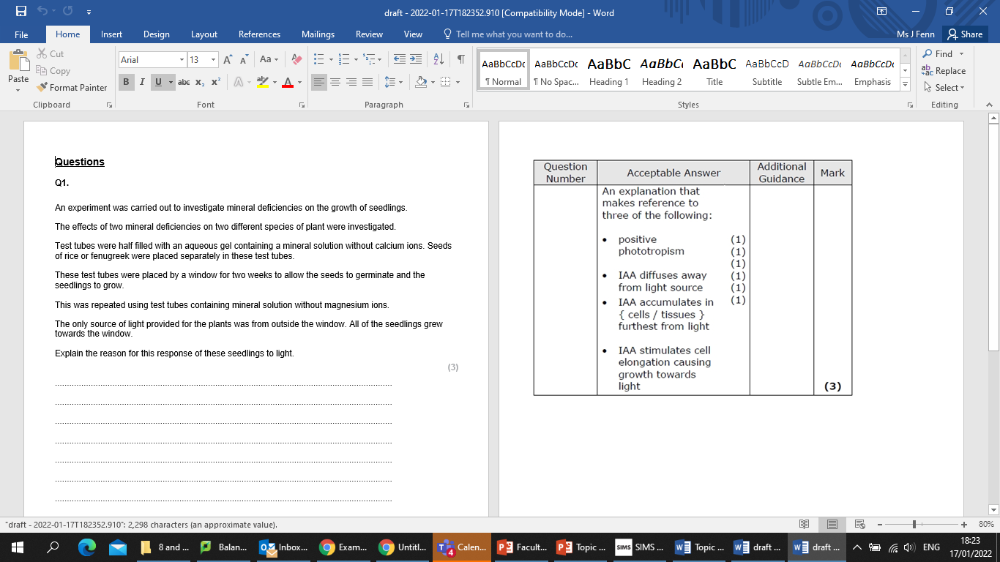 draft - 2022-01-17T182352.910 [Compatibility Mode] - Word
File Home Insert Design Layout References Mailings Review View Tell me what you want to do... Ms J Fenn Share
Paste
Cut
Copy
Format Painter
Clipboard
Arial 13
Font
Paragraph
AaBbCcDc AaBbCcDc AaBbC AaBbC AaBbC AaBbCcD AaBbCcDc AaBbCcDc
¶ Normal ¶ No Spac... Heading 1 Heading 2 Title Subtitle Subtle Em... Emphasis
Styles
Find
Replace
Select
Editing
Questions
Q1.
An experiment was carried out to investigate mineral deficiencies on the growth of seedlings.
The effects of two mineral deficiencies on two different species of plant were investigated.
Test tubes were half filled with an aqueous gel containing a mineral solution without calcium ions. Seeds
of rice or fenugreek were placed separately in these test tubes.
These test tubes were placed by a window for two weeks to allow the seeds to germinate and the
seedlings to grow.
This was repeated using test tubes containing mineral solution without magnesium ions.
The only source of light provided for the plants was from outside the window. All of the seedlings grew
towards the window.
Explain the reason for this response of these seedlings to light.
(3)
Question Number
Acceptable Answer
Additional Guidance
Mark
An explanation that
makes reference to
three of the following:
• positive (1)
phototropism (1)
(1)
• IAA diffuses away (1)
from light source (1)
• IAA accumulates in (1)
{ cells / tissues }
furthest from light
• IAA stimulates cell
elongation causing
growth towards
light (3)
"draft - 2022-01-17T182352.910": 2,298 characters (an approximate value). 80%
8 and ... Balan... Inbox... Exam... Untitl... Calen... Facult... Topic ... SIMS ... Topic ... draft ... draft ... ENG 18:23
17/01/2022